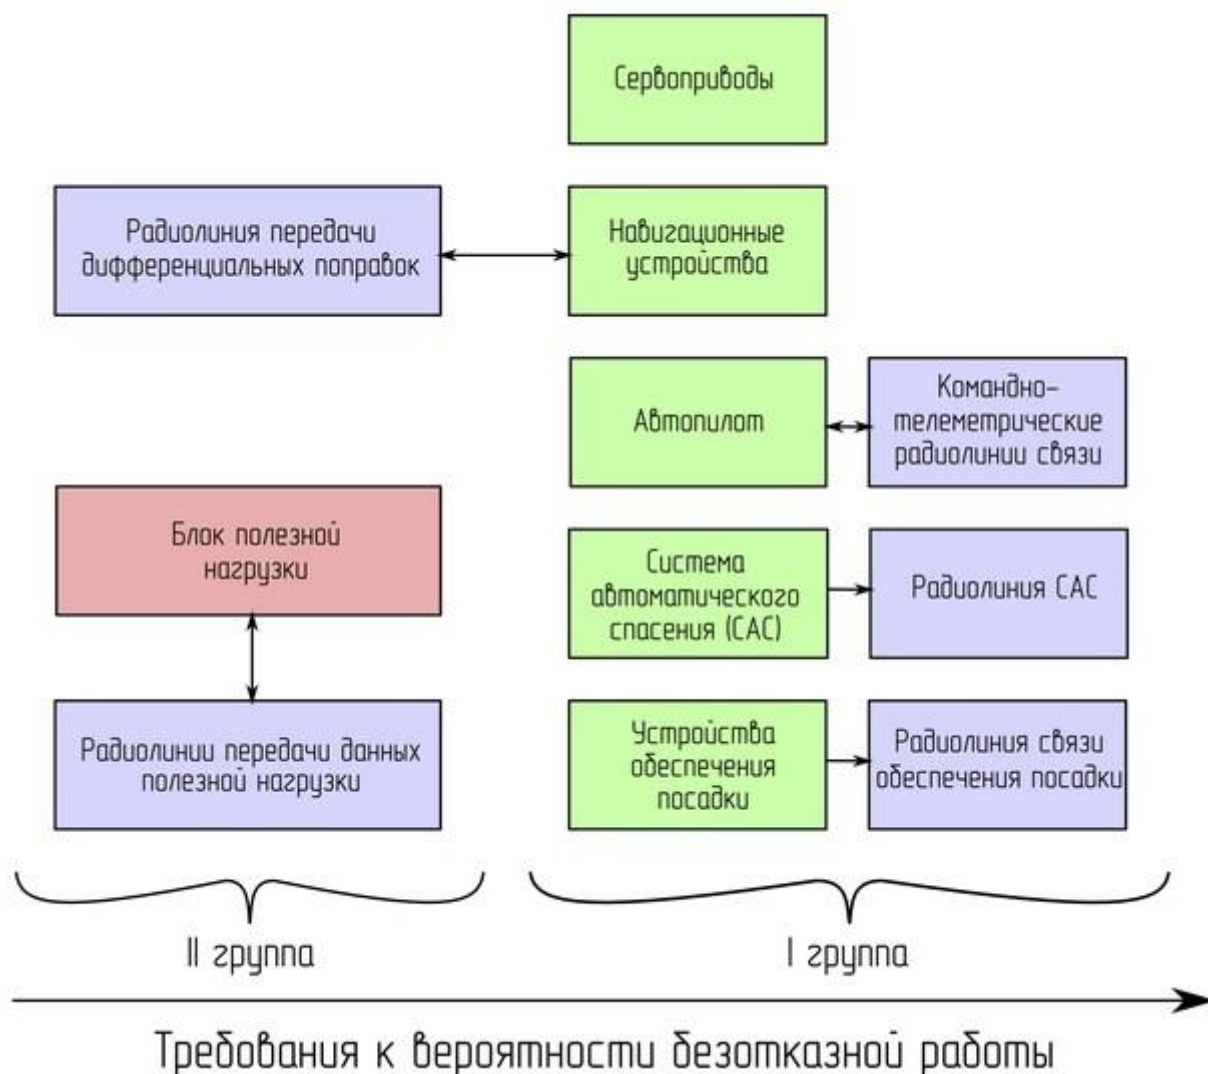 Сервоприводы
Радиолиния передачи
дифференциальных поправок
Навигационные
устройства
Автопилот
Командно-
телеметрические
радиолинии связи
Блок полезной
нагрузки
Система
автоматического
спасения (САС)
Радиолиния САС
Радиолинии передачи данных
полезной нагрузки
Устройства
обеспечения
посадки
Радиолиния связи
обеспечения посадки
II группа
I группа
Требования к вероятности безотказной работы